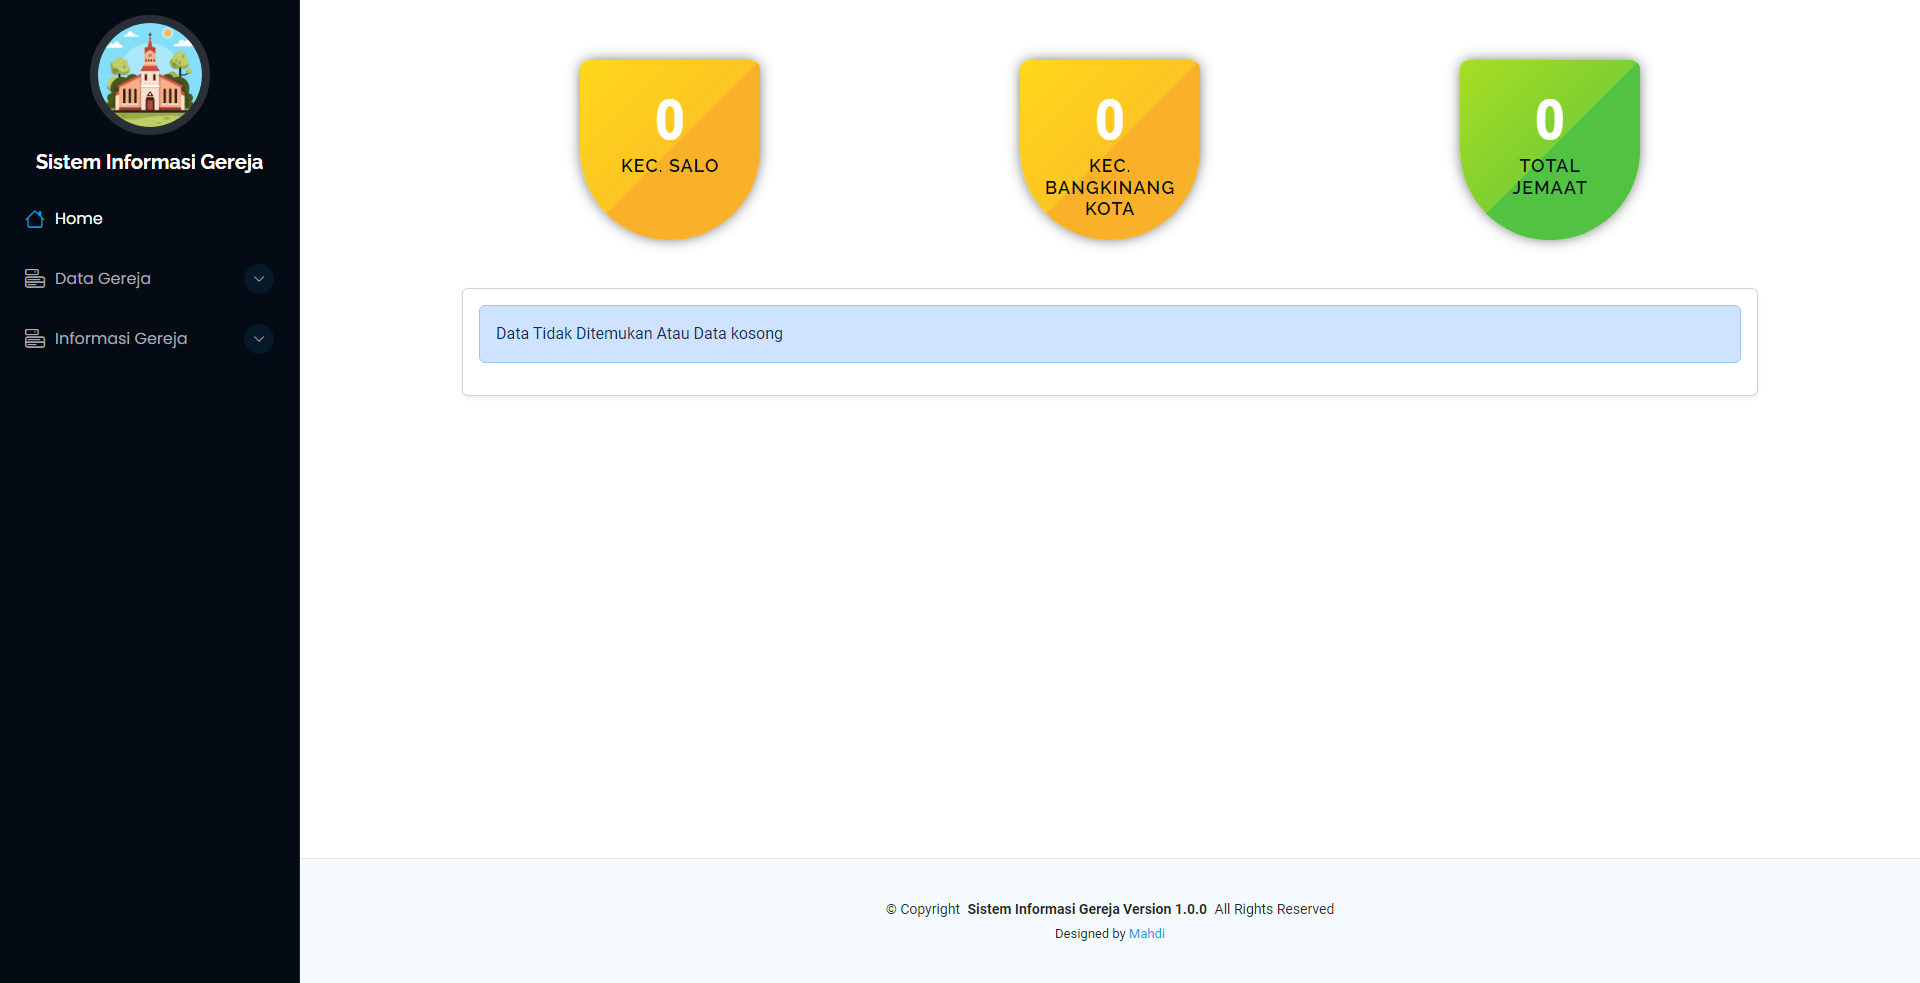 Sistem Informasi Gereja
Home
Data Gereja
Informasi Gereja
0
KEC. SALO
0
KEC.
BANGKINANG
KOTA
0
TOTAL
JEMAAT
Data Tidak Ditemukan Atau Data kosong
© Copyright Sistem Informasi Gereja Version 1.0.0 All Rights Reserved
Designed by Mahdi